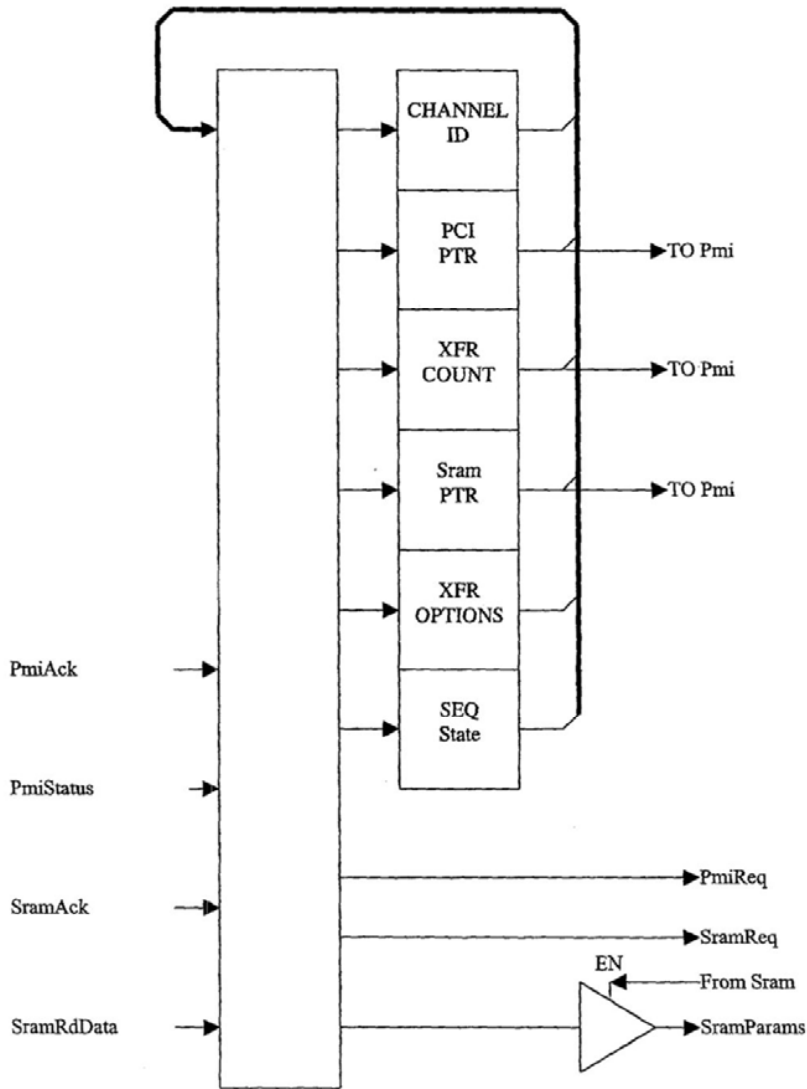 CHANNEL
ID
PCI
PTR
TO Pmi
XFR
COUNT
TO Pmi
Sram
PTR
TO Pmi
XFR
OPTIONS
PmiAck
SEQ
State
PmiStatus
PmiReq
SramAck
SramReq
EN
From Sram
SramRdData
SramParams